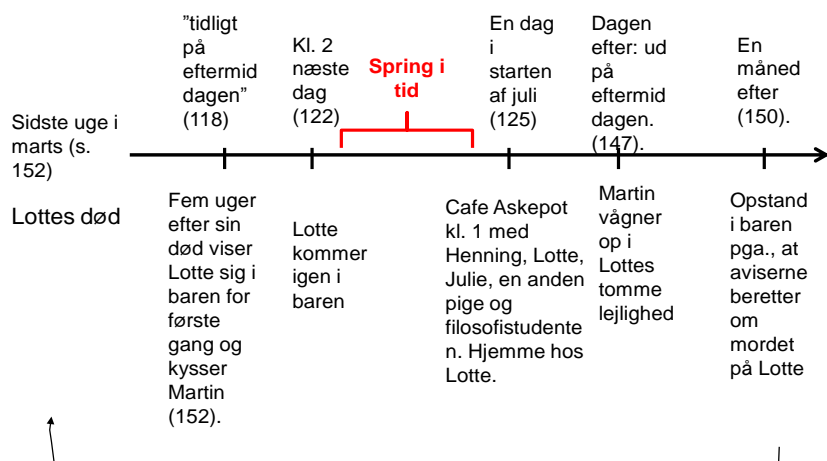 Sidste uge i
marts (s.
152)
Lottes død
”tidligt
på
eftermid
dagen”
(118)
Fem uger
efter sin
død viser
Lotte sig i
baren for
første
gang og
kysser
Martin
(152).
Kl. 2
næste
dag
(122)
Lotte
kommer
igen i
baren
Spring i
tid
En dag
i
starten
af juli
(125)
Cafe Askepot
kl. 1 med
Henning, Lotte,
Julie, en anden
pige og
filosofistudente
n. Hjemme hos
Lotte.
Dagen
efter: ud
på
eftermid
dagen.
(147).
Martin
vågner
op i
Lottes
tomme
lejlighed
En
måned
efter
(150).
Opstand
i baren
pga., at
aviserne
beretter
om
mordet
på Lotte